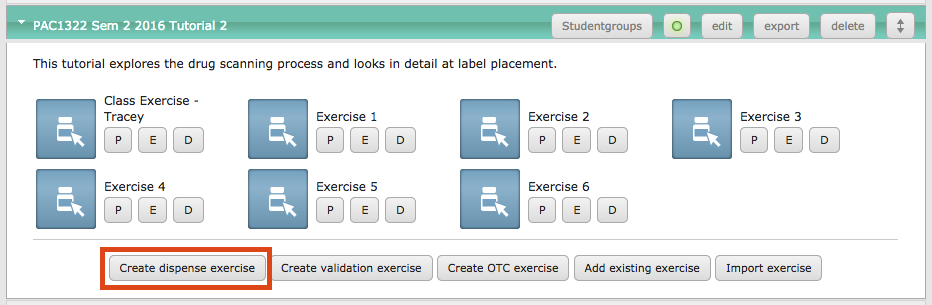 PAC1322 Sem 2 2016 Tutorial 2 Studentgroups edit export delete
This tutorial explores the drug scanning process and looks in detail at label placement.
Class Exercise -
Tracey
P E D
Exercise 1
P E D
Exercise 2
P E D
Exercise 3
P E D
Exercise 4
P E D
Exercise 5
P E D
Exercise 6
P E D
Create dispense exercise Create validation exercise Create OTC exercise Add existing exercise Import exercise